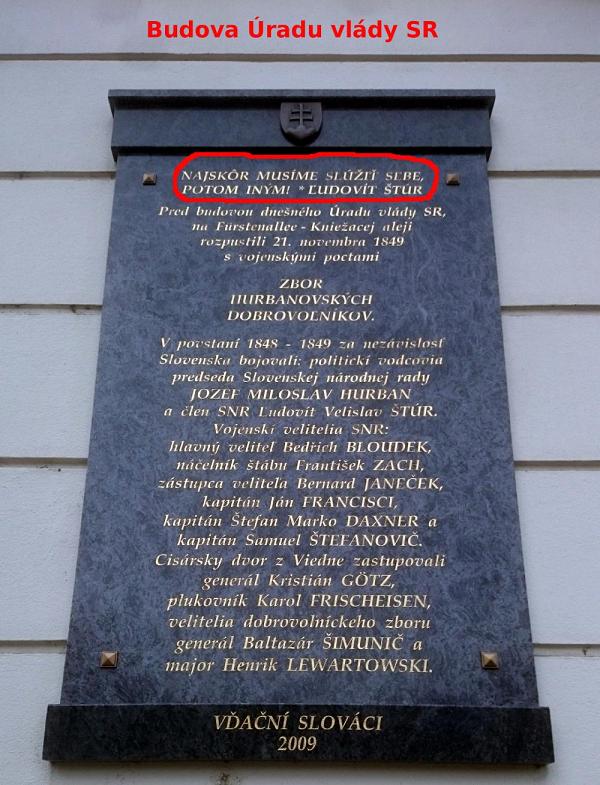 Budova Úradu vlády SR
NAJSKÔR MUSÍME SLÚŽIŤ SEBE,
POTOM INÝM! * ĽUDOVÍT ŠTÚR
Pred budovou dnešného Úradu vlády SR,
na Fürstenallee - Kniežacej aleji
rozpustili 21. novembra 1849
s vojenskými poctami
ZBOR
HURBANOVSKÝCH
DOBROVOĽNÍKOV.
V povstaní 1848 - 1849 za nezávislosť
Slovenska bojovali: politickí vodcovia
predseda Slovenskej národnej rady
JOZEF MILOSLAV HURBAN
a člen SNR Ľudovít Velislav ŠTÚR.
Vojenskí velitelia SNR:
hlavný veliteľ Bedřich BLOUDEK,
náčelník štábu František ZACH,
zástupca veliteľa Bernard JANEČEK,
kapitán Ján FRANCISCI,
kapitán Štefan Marko DAXNER a
kapitán Samuel ŠTEFANOVIČ.
Cisársky dvor z Viedne zastupovali
generál Kristián GÖTZ,
plukovník Karol FRISCHEISEN,
velitelia dobrovoľníckeho zboru
generál Baltazár ŠIMUNIČ a
major Henrik LEWARTOWSKI.
VĎAČNÍ SLOVÁCI
2009